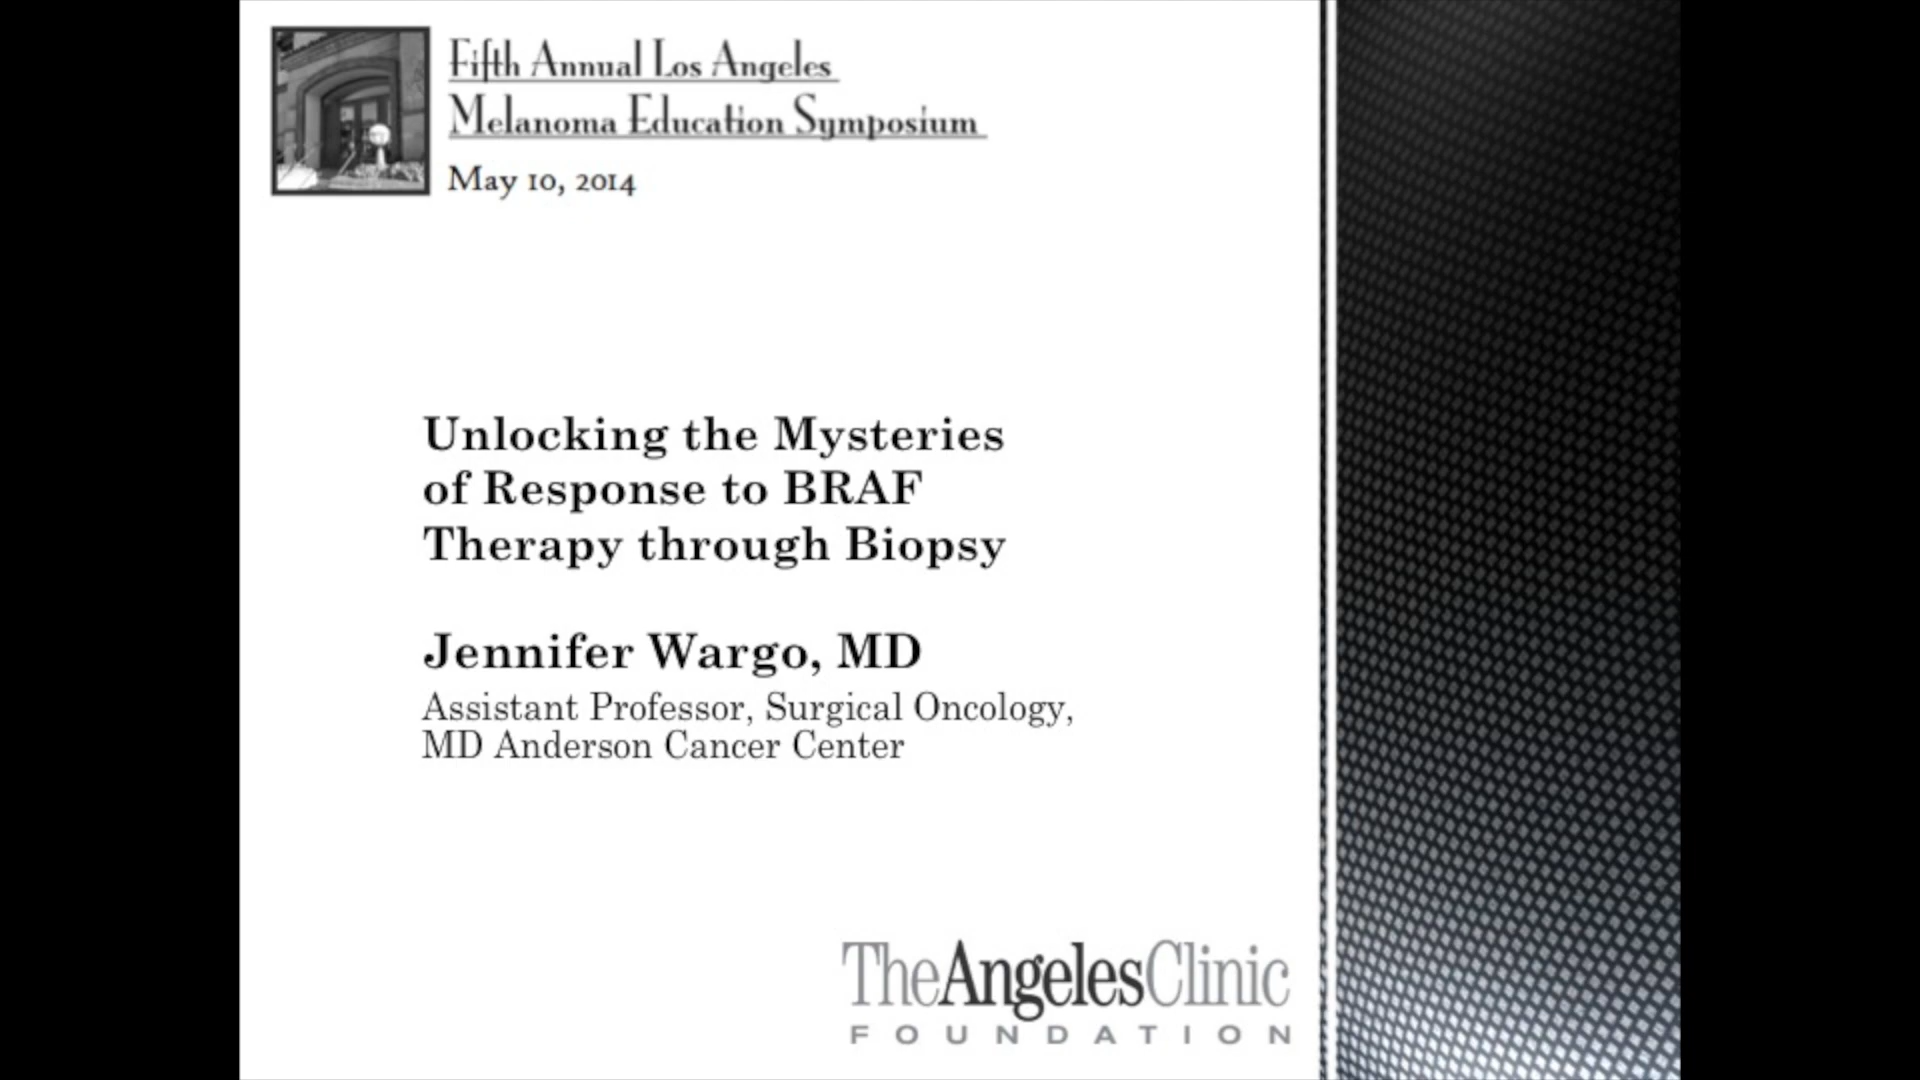 Fifth Annual Los Angeles
Melanoma Education Symposium
May 10, 2014
Unlocking the Mysteries
of Response to BRAF
Therapy through Biopsy
Jennifer Wargo, MD
Assistant Professor, Surgical Oncology,
MD Anderson Cancer Center
TheAngelesClinic
FOUNDATION